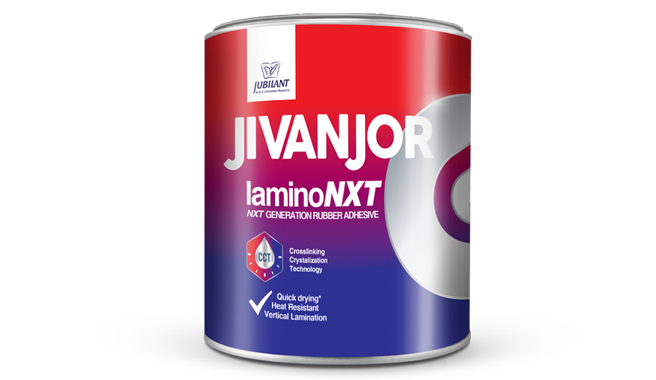 JUBILANT
JIVANJOR
laminoNXT
NXT GENERATION RUBBER ADHESIVE
CCT
Crosslinking
Crystalization
Technology
Quick drying*
Heat Resistant
Vertical Lamination